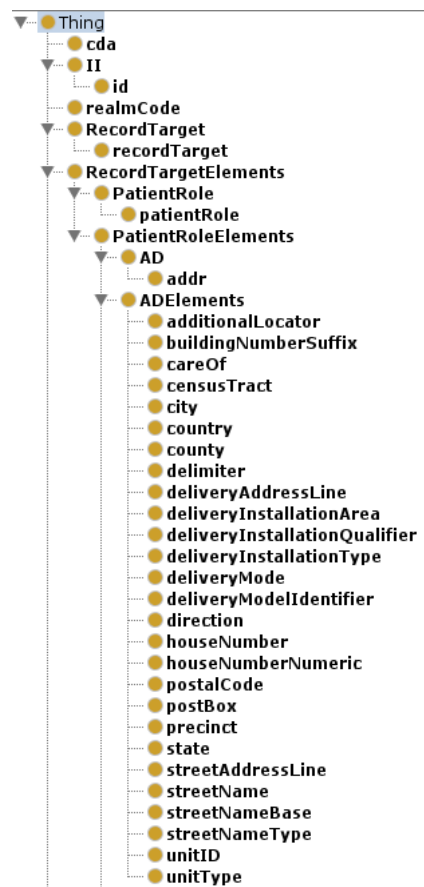 Thing
cda
II
id
realmCode
RecordTarget
recordTarget
RecordTargetElements
PatientRole
patientRole
PatientRoleElements
AD
addr
ADElements
additionalLocator
buildingNumberSuffix
careOf
censusTract
city
country
county
delimiter
deliveryAddressLine
deliveryInstallationArea
deliveryInstallationQualifier
deliveryInstallationType
deliveryMode
deliveryModelIdentifier
direction
houseNumber
houseNumberNumeric
postalCode
postBox
precinct
state
streetAddressLine
streetName
streetNameBase
streetNameType
unitID
unitType